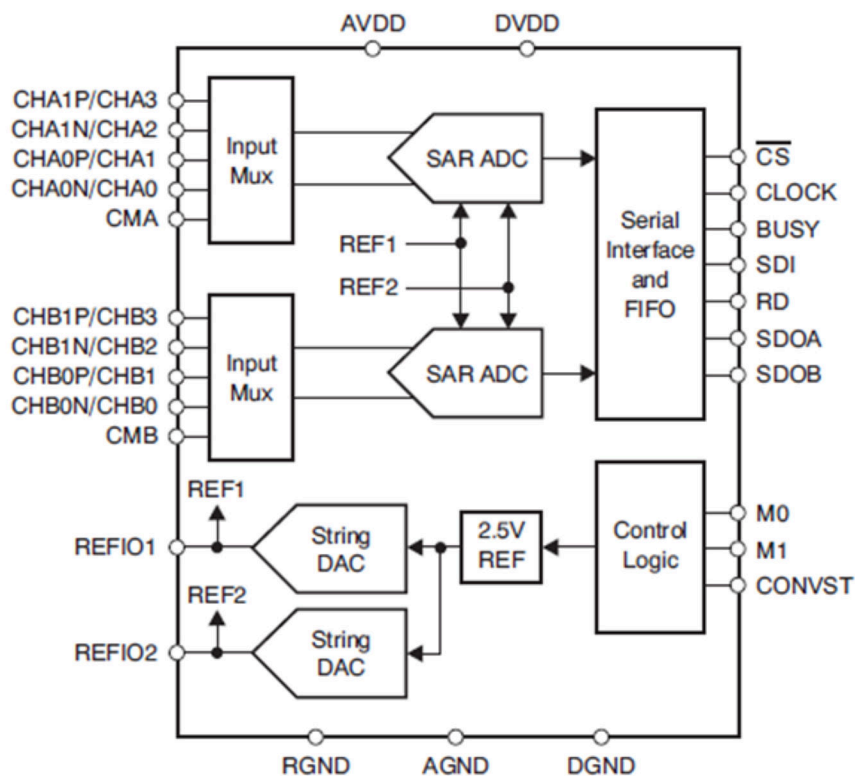 AVDD
DVDD
CHA1P/CHA3
CHA1N/CHA2
CHA0P/CHA1
CHA0N/CHA0
CMA
Input
Mux
SAR ADC
REF1
REF2
CHB1P/CHB3
CHB1N/CHB2
CHB0P/CHB1
CHB0N/CHB0
CMB
Input
Mux
SAR ADC
Serial
Interface
and
FIFO
CS
CLOCK
BUSY
SDI
RD
SDOA
SDOB
REF1
REFIO1
String
DAC
2.5V
REF
Control
Logic
M0
M1
CONVST
REF2
REFIO2
String
DAC
RGND
AGND
DGND